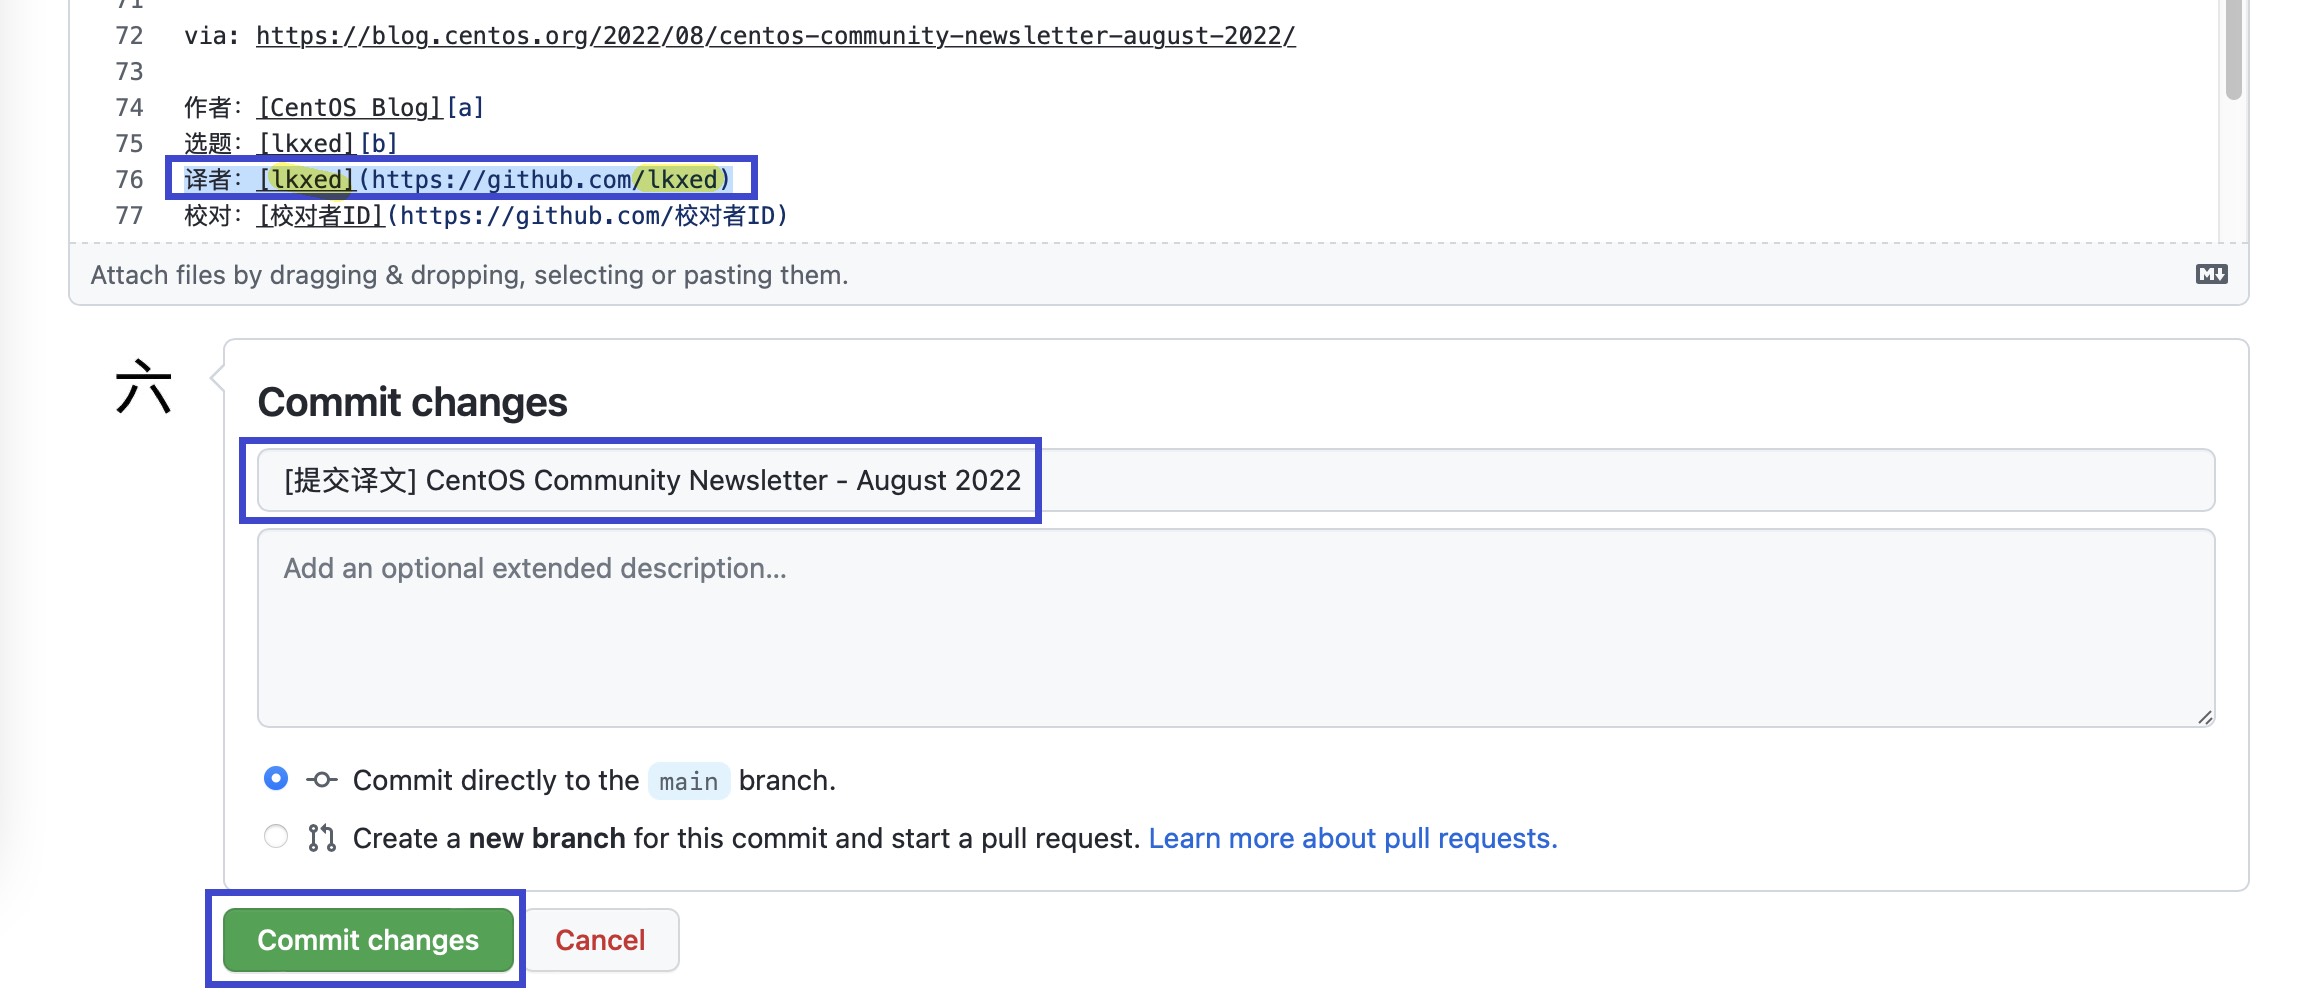 71
72 via: https://blog.centos.org/2022/08/centos-community-newsletter-august-2022/
73
74 作者: [CentOS Blog][a]
75 选题: [lkxed][b]
76 译者: [lkxed](https://github.com/lkxed)
77 校对: [校对者ID](https://github.com/校对者ID)
Attach files by dragging & dropping, selecting or pasting them.
M↓
六
Commit changes
[提交译文] CentOS Community Newsletter - August 2022
Add an optional extended description...
Commit directly to the main branch.
Create a new branch for this commit and start a pull request. Learn more about pull requests.
Commit changes Cancel